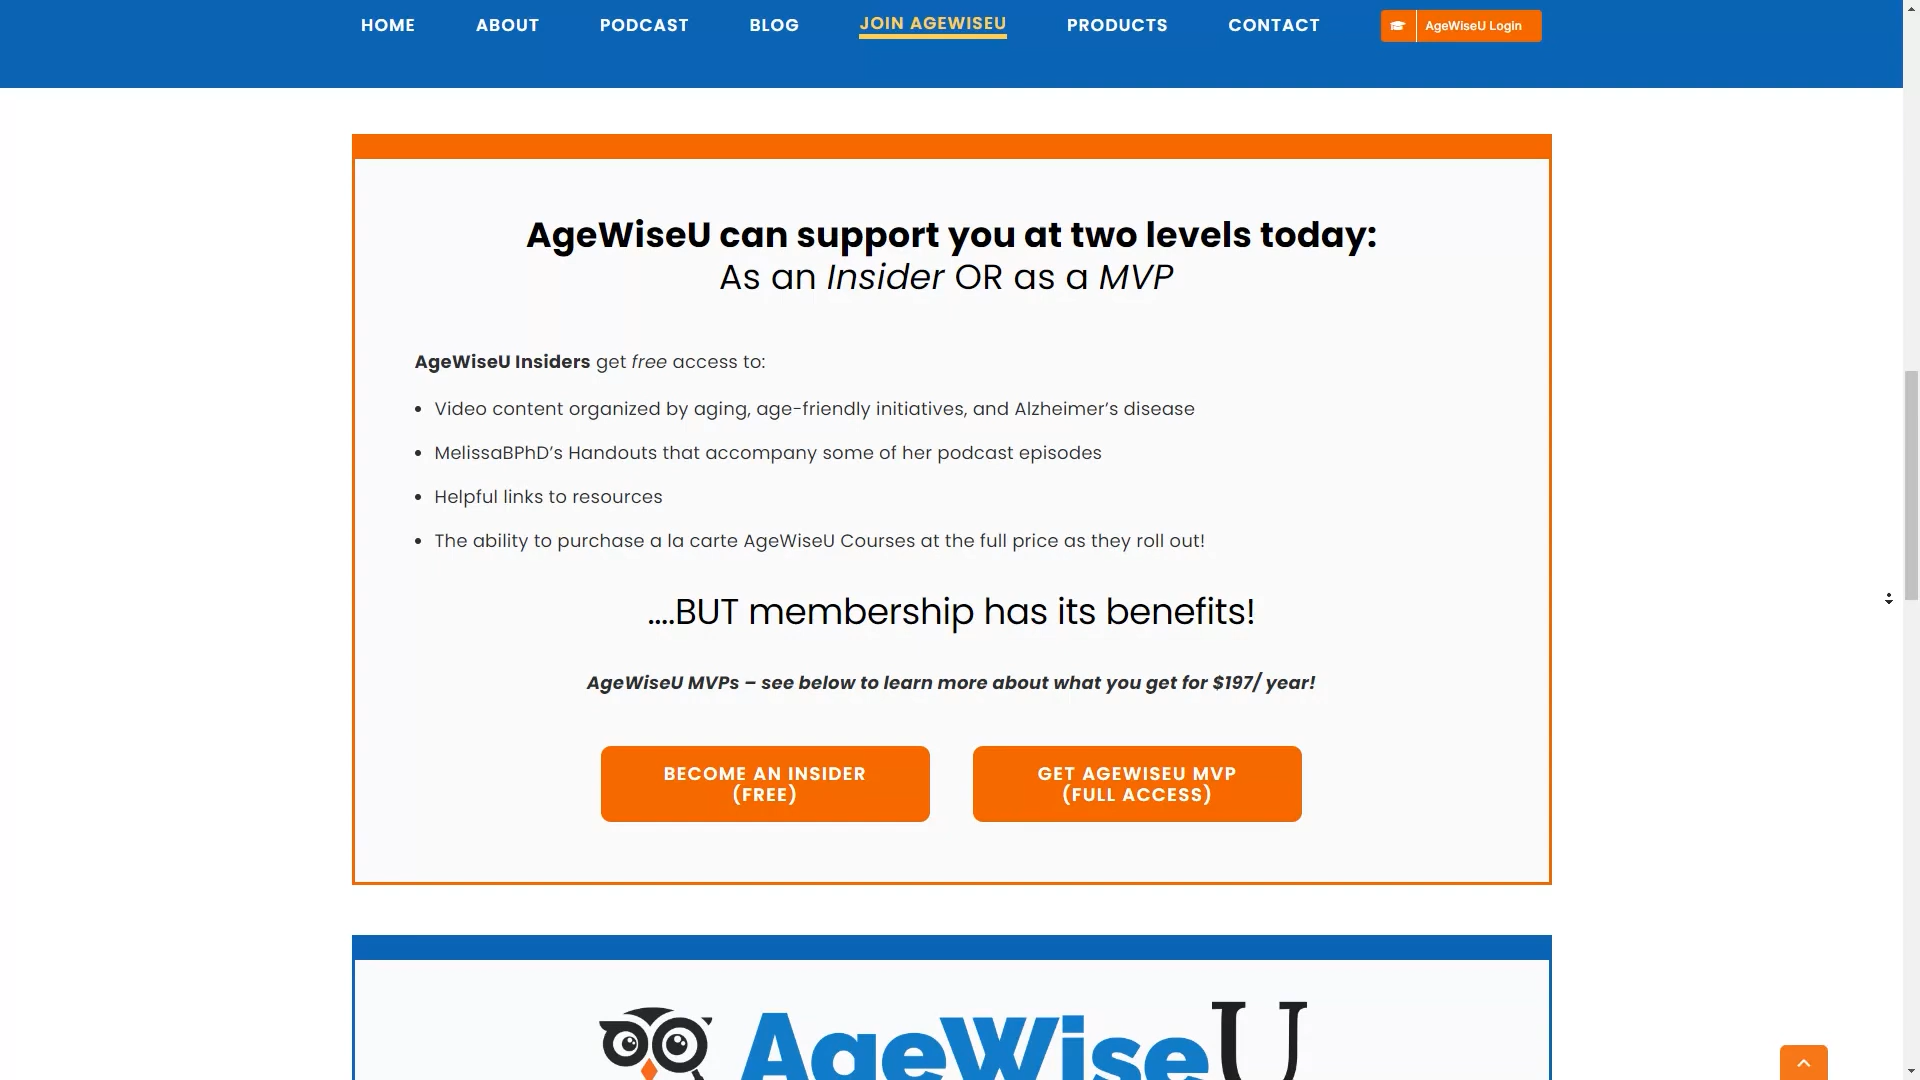 HOME ABOUT PODCAST BLOG JOIN AGEWISEU PRODUCTS CONTACT AgeWiseU Login
AgeWiseU can support you at two levels today:
As an Insider OR as a MVP
AgeWiseU Insiders get free access to:
• Video content organized by aging, age-friendly initiatives, and Alzheimer’s disease
• MelissaBPhD’s Handouts that accompany some of her podcast episodes
• Helpful links to resources
• The ability to purchase a la carte AgeWiseU Courses at the full price as they roll out!
....BUT membership has its benefits!
AgeWiseU MVPs – see below to learn more about what you get for $197/ year!
BECOME AN INSIDER
(FREE)
GET AGEWISEU MVP
(FULL ACCESS)
AgeWiseU